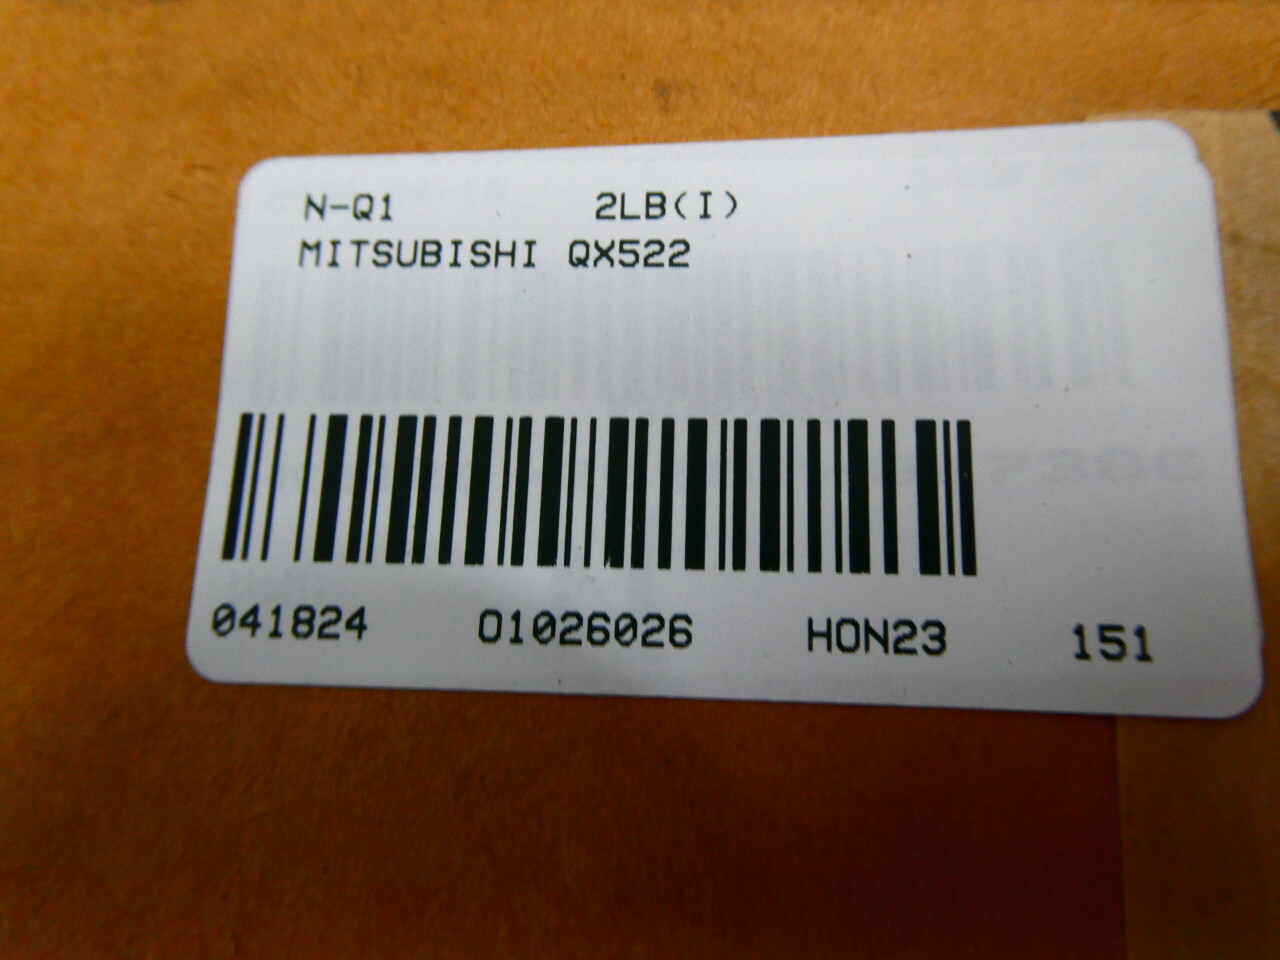 N-Q1 2LB(I)
MITSUBISHI QX522
041824 01026026 HON23 151